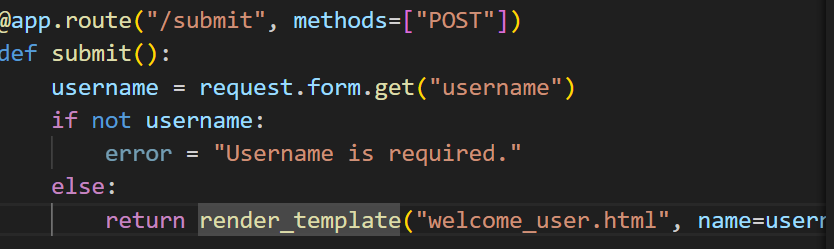 @app.route("/submit", methods=["POST"])
def submit():
    username = request.form.get("username")
    if not username:
        error = "Username is required."
    else:
        return render_template("welcome_user.html", name=usern